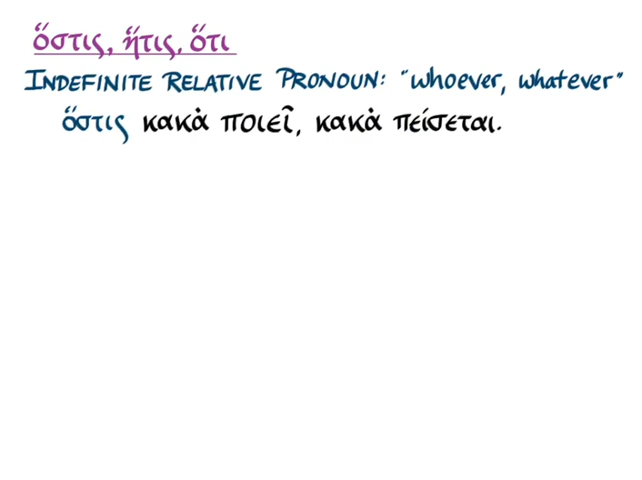 ὅστις, ἥτις, ὅτι
INDEFINITE RELATIVE PRONOUN: "whoever, whatever"
ὅστις κακὰ ποιεῖ, κακὰ πείσεται.